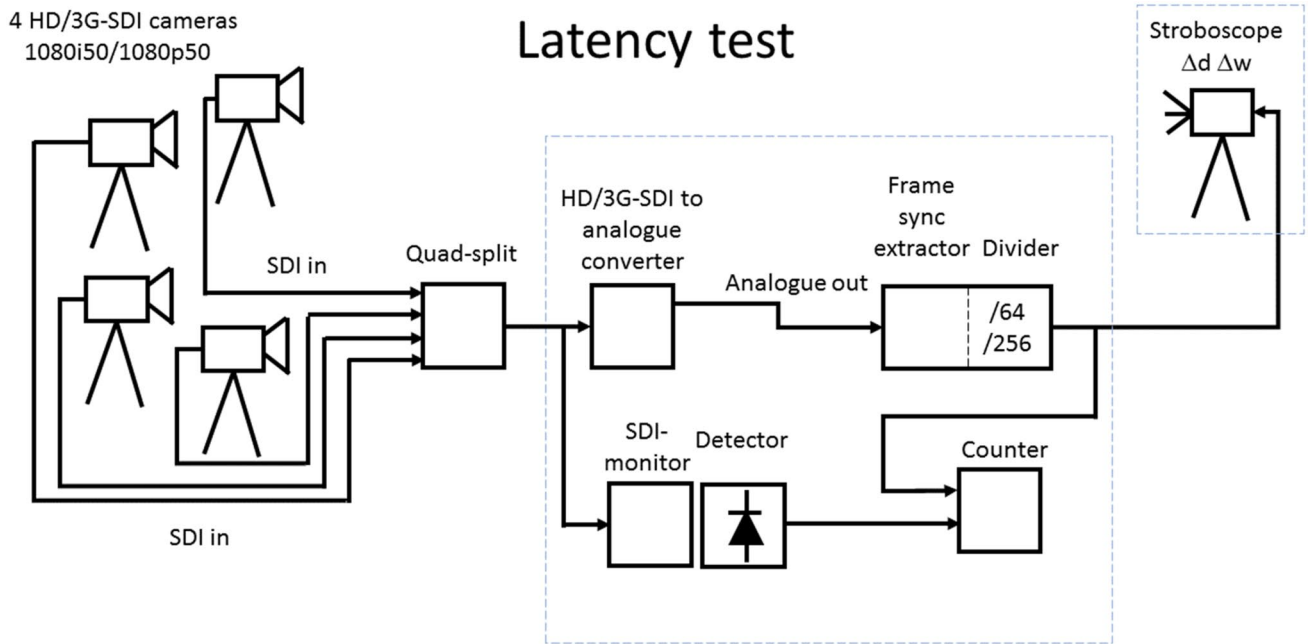 4 HD/3G-SDI cameras
1080i50/1080p50
Latency test
Stroboscope
Δd Δw
SDI in
Quad-split
HD/3G-SDI to
analogue
converter
Analogue out
Frame
sync
extractor
Divider
/64
/256
SDI-
monitor
Detector
Counter
SDI in